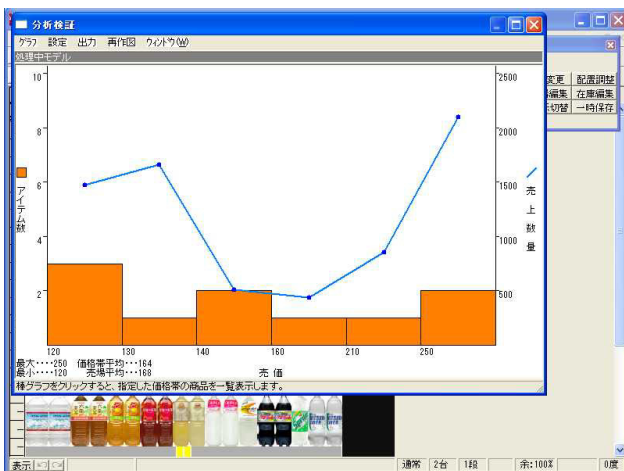 分析検証
グラフ 設定 出力 再作図 ウィンドウ(W)
処理中モデル
変更 配置調整
編集 在庫編集
切替 一時保存
10
8
6
4
2
アイテム数
2500
2000
1500
1000
500
売上数量
120 130 140 160 210 250
最大････250 価格帯平均･･･164
最小････120 売場平均･･･168 売 価
棒グラフをクリックすると、指定した価格帯の商品を一覧表示します。
表示 通常 2台 1段 余:100% 0度